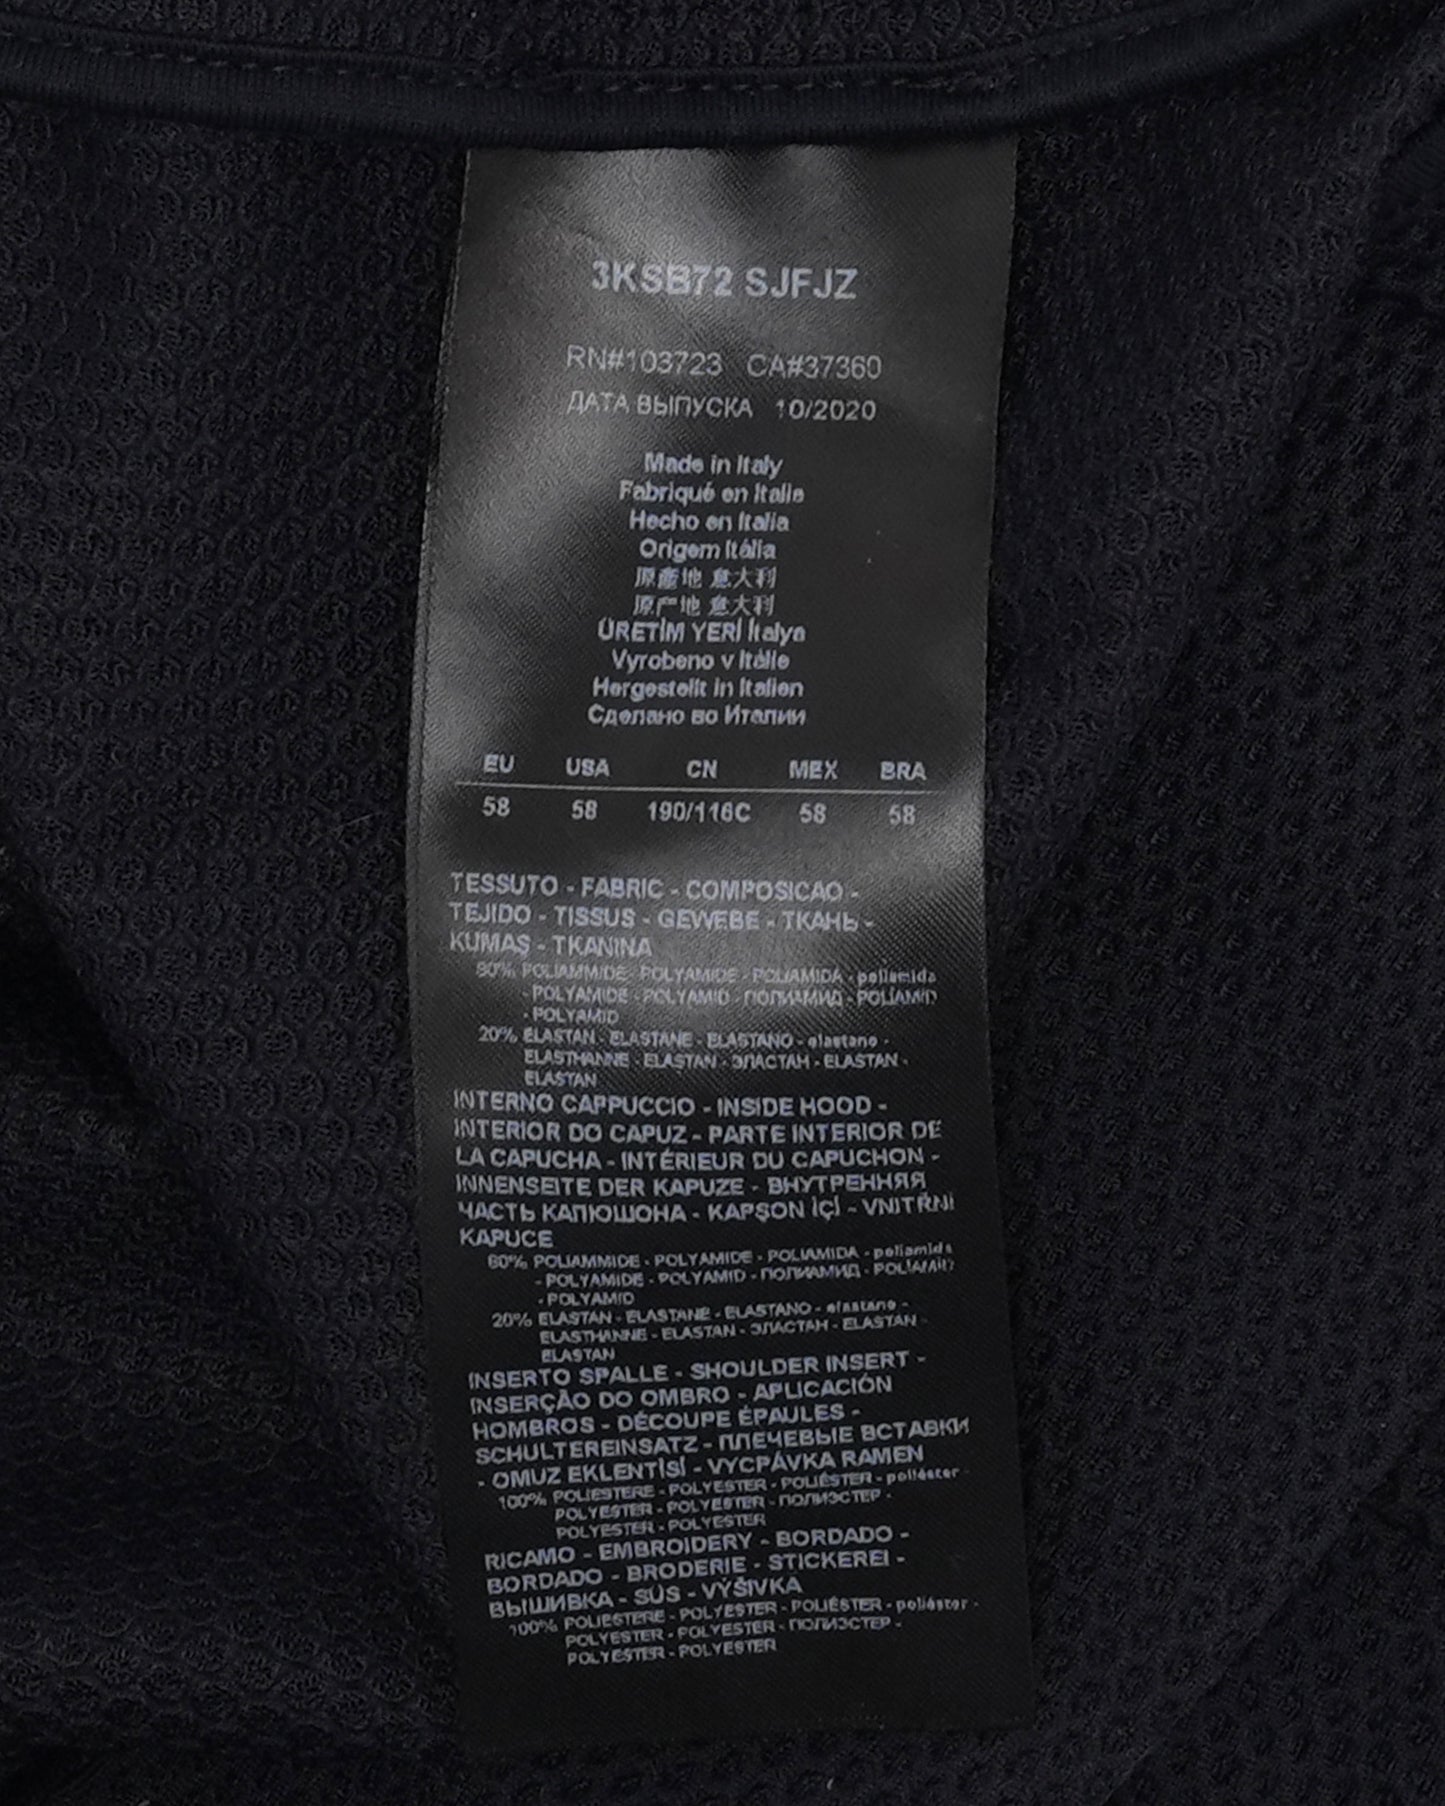 3KSB72 SJFJZ
RN#103723 CA#37360
ДАТА ВЫПУСКА 10/2020
Made in Italy
Fabriqué en Italie
Hecho en Italia
Origem Itália
原產地 意大利
原产地 意大利
ÜRETİM YERİ İtalya
Vyrobeno v Itálie
Hergestellt in Italien
Сделано во Италии
EU USA CN MEX BRA
58 58 190/116C 58 58
TESSUTO - FABRIC - COMPOSICAO -
TEJIDO - TISSUS - GEWEBE - ТКАНЬ -
KUMAŞ - TKANINA
80% POLIAMMIDE - POLYAMIDE - POLIAMIDA - poliamida
- POLYAMIDE - POLYAMID - ПОЛИАМИД - POLİAMİD
- POLYAMID
20% ELASTAN - ELASTANE - ELASTANO - elastano -
ELASTHANNE - ELASTAN - ЭЛАСТАН - ELASTAN -
ELASTAN
INTERNO CAPPUCCIO - INSIDE HOOD -
INTERIOR DO CAPUZ - PARTE INTERIOR DE
LA CAPUCHA - INTÉRIEUR DU CAPUCHON -
INNENSEITE DER KAPUZE - ВНУТРЕННЯЯ
ЧАСТЬ КАПЮШОНА - KAPŞON İÇİ - VNITŘNÍ
KAPUCE
80% POLIAMMIDE - POLYAMIDE - POLIAMIDA - poliamida
- POLYAMIDE - POLYAMID - ПОЛИАМИД - POLİAMİD
- POLYAMID
20% ELASTAN - ELASTANE - ELASTANO - elastano -
ELASTHANNE - ELASTAN - ЭЛАСТАН - ELASTAN -
ELASTAN
INSERTO SPALLE - SHOULDER INSERT -
INSERÇÃO DO OMBRO - APLICACIÓN
HOMBROS - DÉCOUPE ÉPAULES -
SCHULTEREINSATZ - ПЛЕЧЕВЫЕ ВСТАВКИ
- OMUZ EKLENTİSİ - VYCPÁVKA RAMEN
100% POLIESTERE - POLYESTER - POLIÉSTER - poliéster -
POLYESTER - POLYESTER - ПОЛИЭСТЕР -
POLYESTER - POLYESTER
RICAMO - EMBROIDERY - BORDADO -
BORDADO - BRODERIE - STICKEREI -
ВЫШИВКА - SÜS - VÝŠIVKA
100% POLIESTERE - POLYESTER - POLIÉSTER - poliéster -
POLYESTER - POLYESTER - ПОЛИЭСТЕР -
POLYESTER - POLYESTER